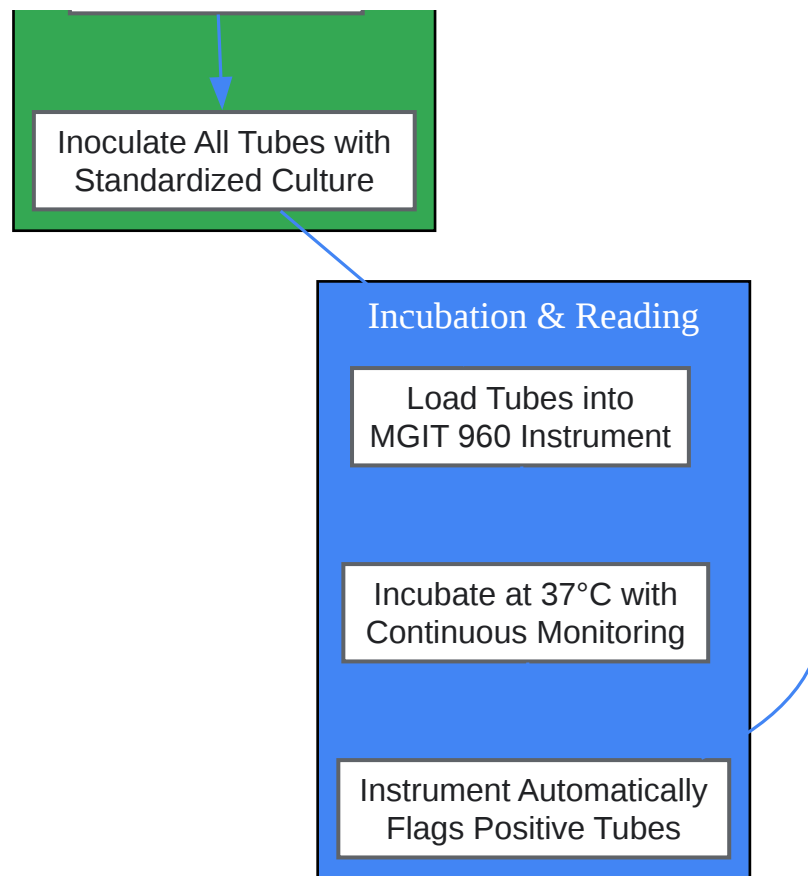 Inoculate All Tubes with
Standardized Culture
Incubation & Reading
Load Tubes into
MGIT 960 Instrument
Incubate at 37°C with
Continuous Monitoring
Instrument Automatically
Flags Positive Tubes